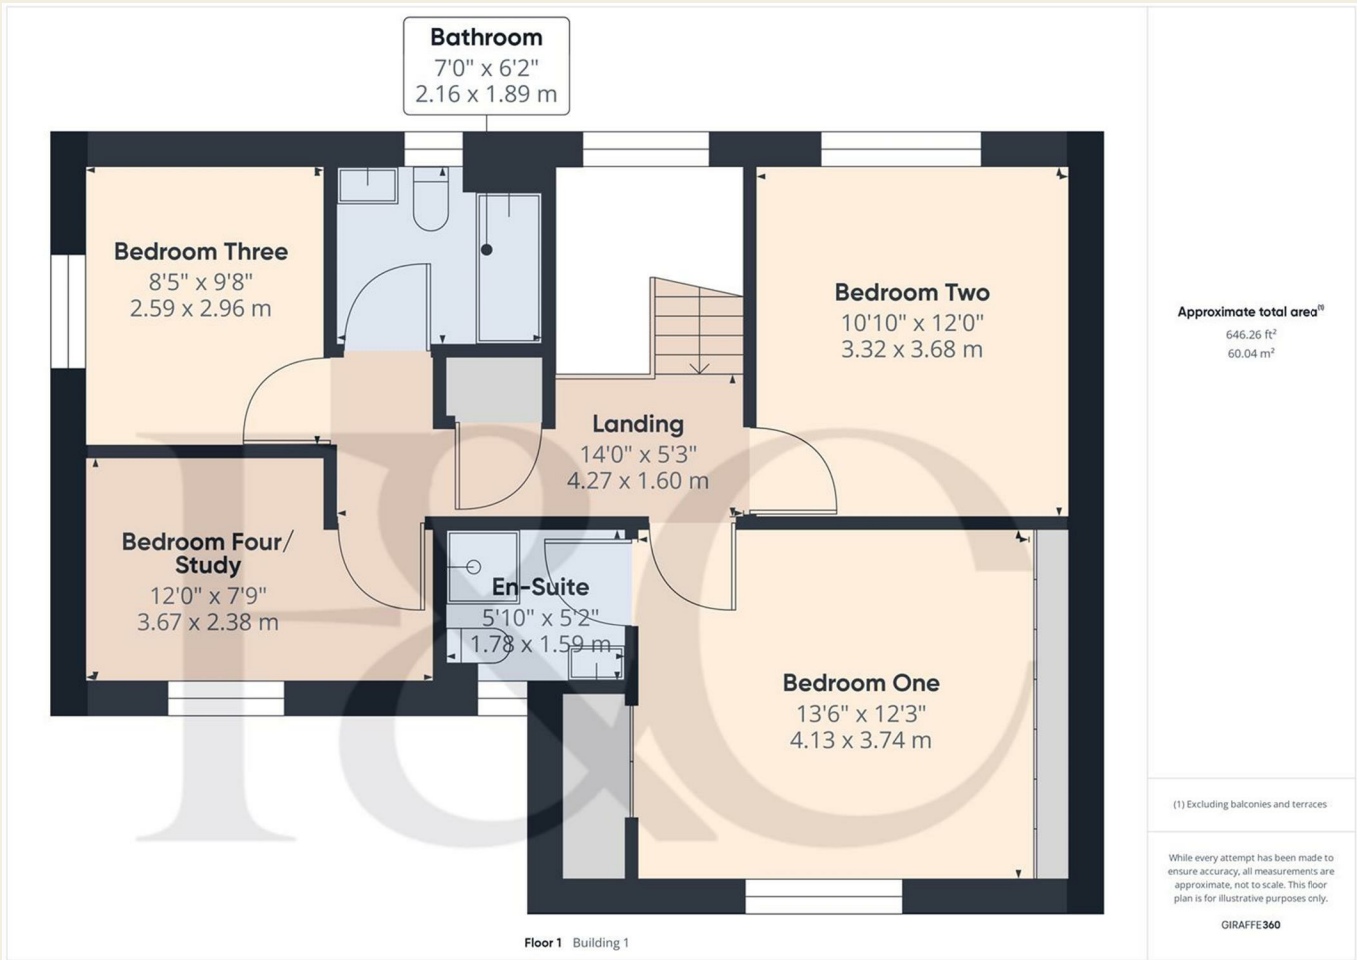 Bathroom
7'0" x 6'2"
2.16 x 1.89 m
Bedroom Three
8'5" x 9'8"
2.59 x 2.96 m
Bedroom Two
10'10" x 12'0"
3.32 x 3.68 m
Landing
14'0" x 5'3"
4.27 x 1.60 m
Bedroom Four/
Study
12'0" x 7'9"
3.67 x 2.38 m
En-Suite
5'10" x 5'2"
1.78 x 1.59 m
Bedroom One
13'6" x 12'3"
4.13 x 3.74 m
F&C
Floor 1 Building 1
Approximate total area(1)
646.26 ft²
60.04 m²
(1) Excluding balconies and terraces
While every attempt has been made to
ensure accuracy, all measurements are
approximate, not to scale. This floor
plan is for illustrative purposes only.
GIRAFFE360